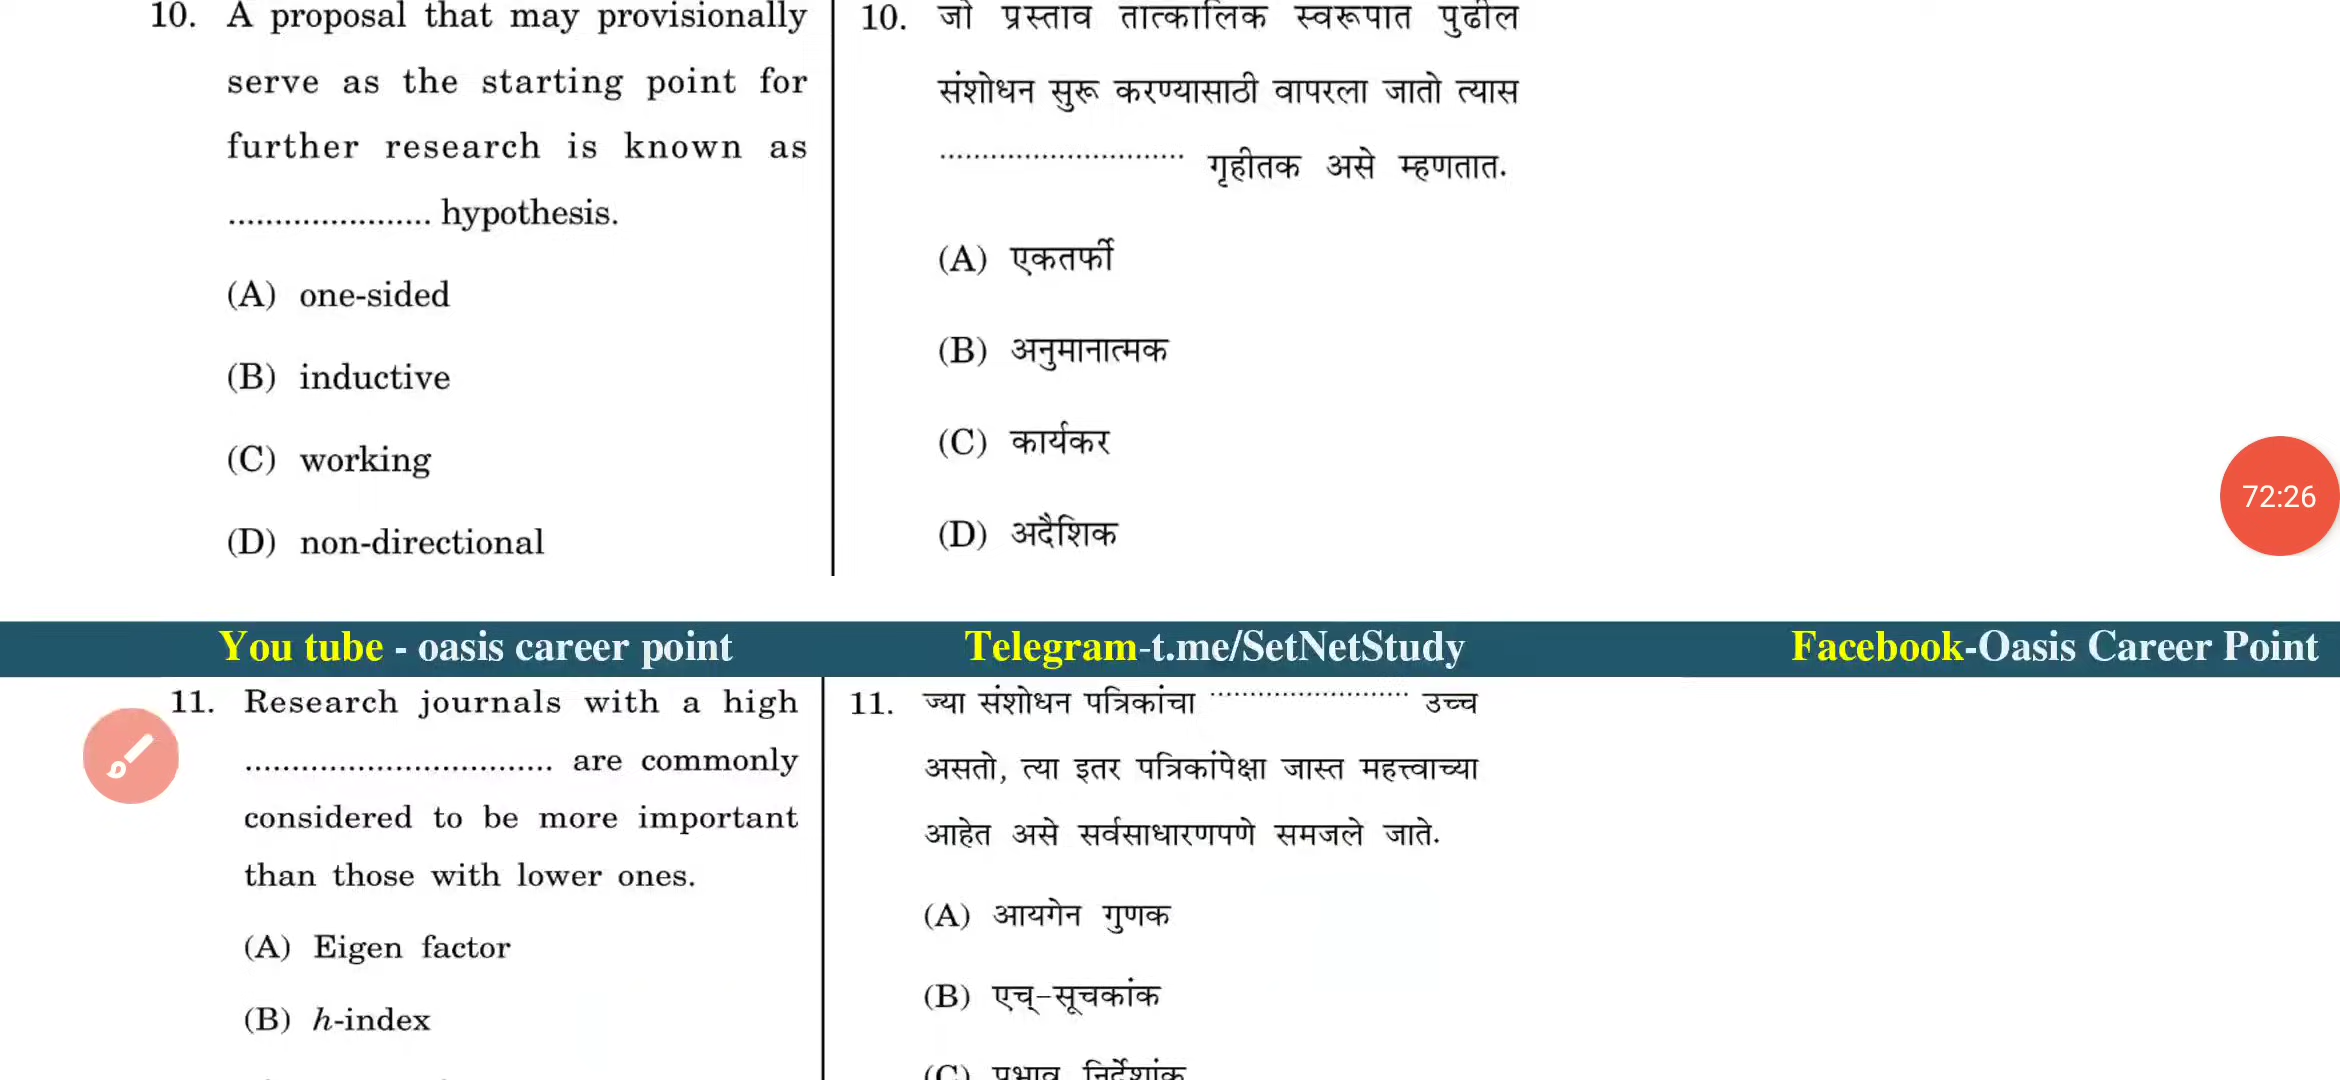 10. A proposal that may provisionally
serve as the starting point for
further research is known as
...................... hypothesis.
(A) one-sided
(B) inductive
(C) working
(D) non-directional
10. जो प्रस्ताव तात्कालिक स्वरूपात पुढील
संशोधन सुरू करण्यासाठी वापरला जातो त्यास
............................. गृहीतक असे म्हणतात.
(A) एकतर्फी
(B) अनुमानात्मक
(C) कार्यकर
(D) अदैशिक
72:26
You tube - oasis career point
Telegram-t.me/SetNetStudy
Facebook-Oasis Career Point
11. Research journals with a high
................................. are commonly
considered to be more important
than those with lower ones.
(A) Eigen factor
(B) h-index
11. ज्या संशोधन पत्रिकांचा ......................... उच्च
असतो, त्या इतर पत्रिकांपेक्षा जास्त महत्त्वाच्या
आहेत असे सर्वसाधारणपणे समजले जाते.
(A) आयगेन गुणक
(B) एच्-सूचकांक
(C) प्रभाव निर्देशांक